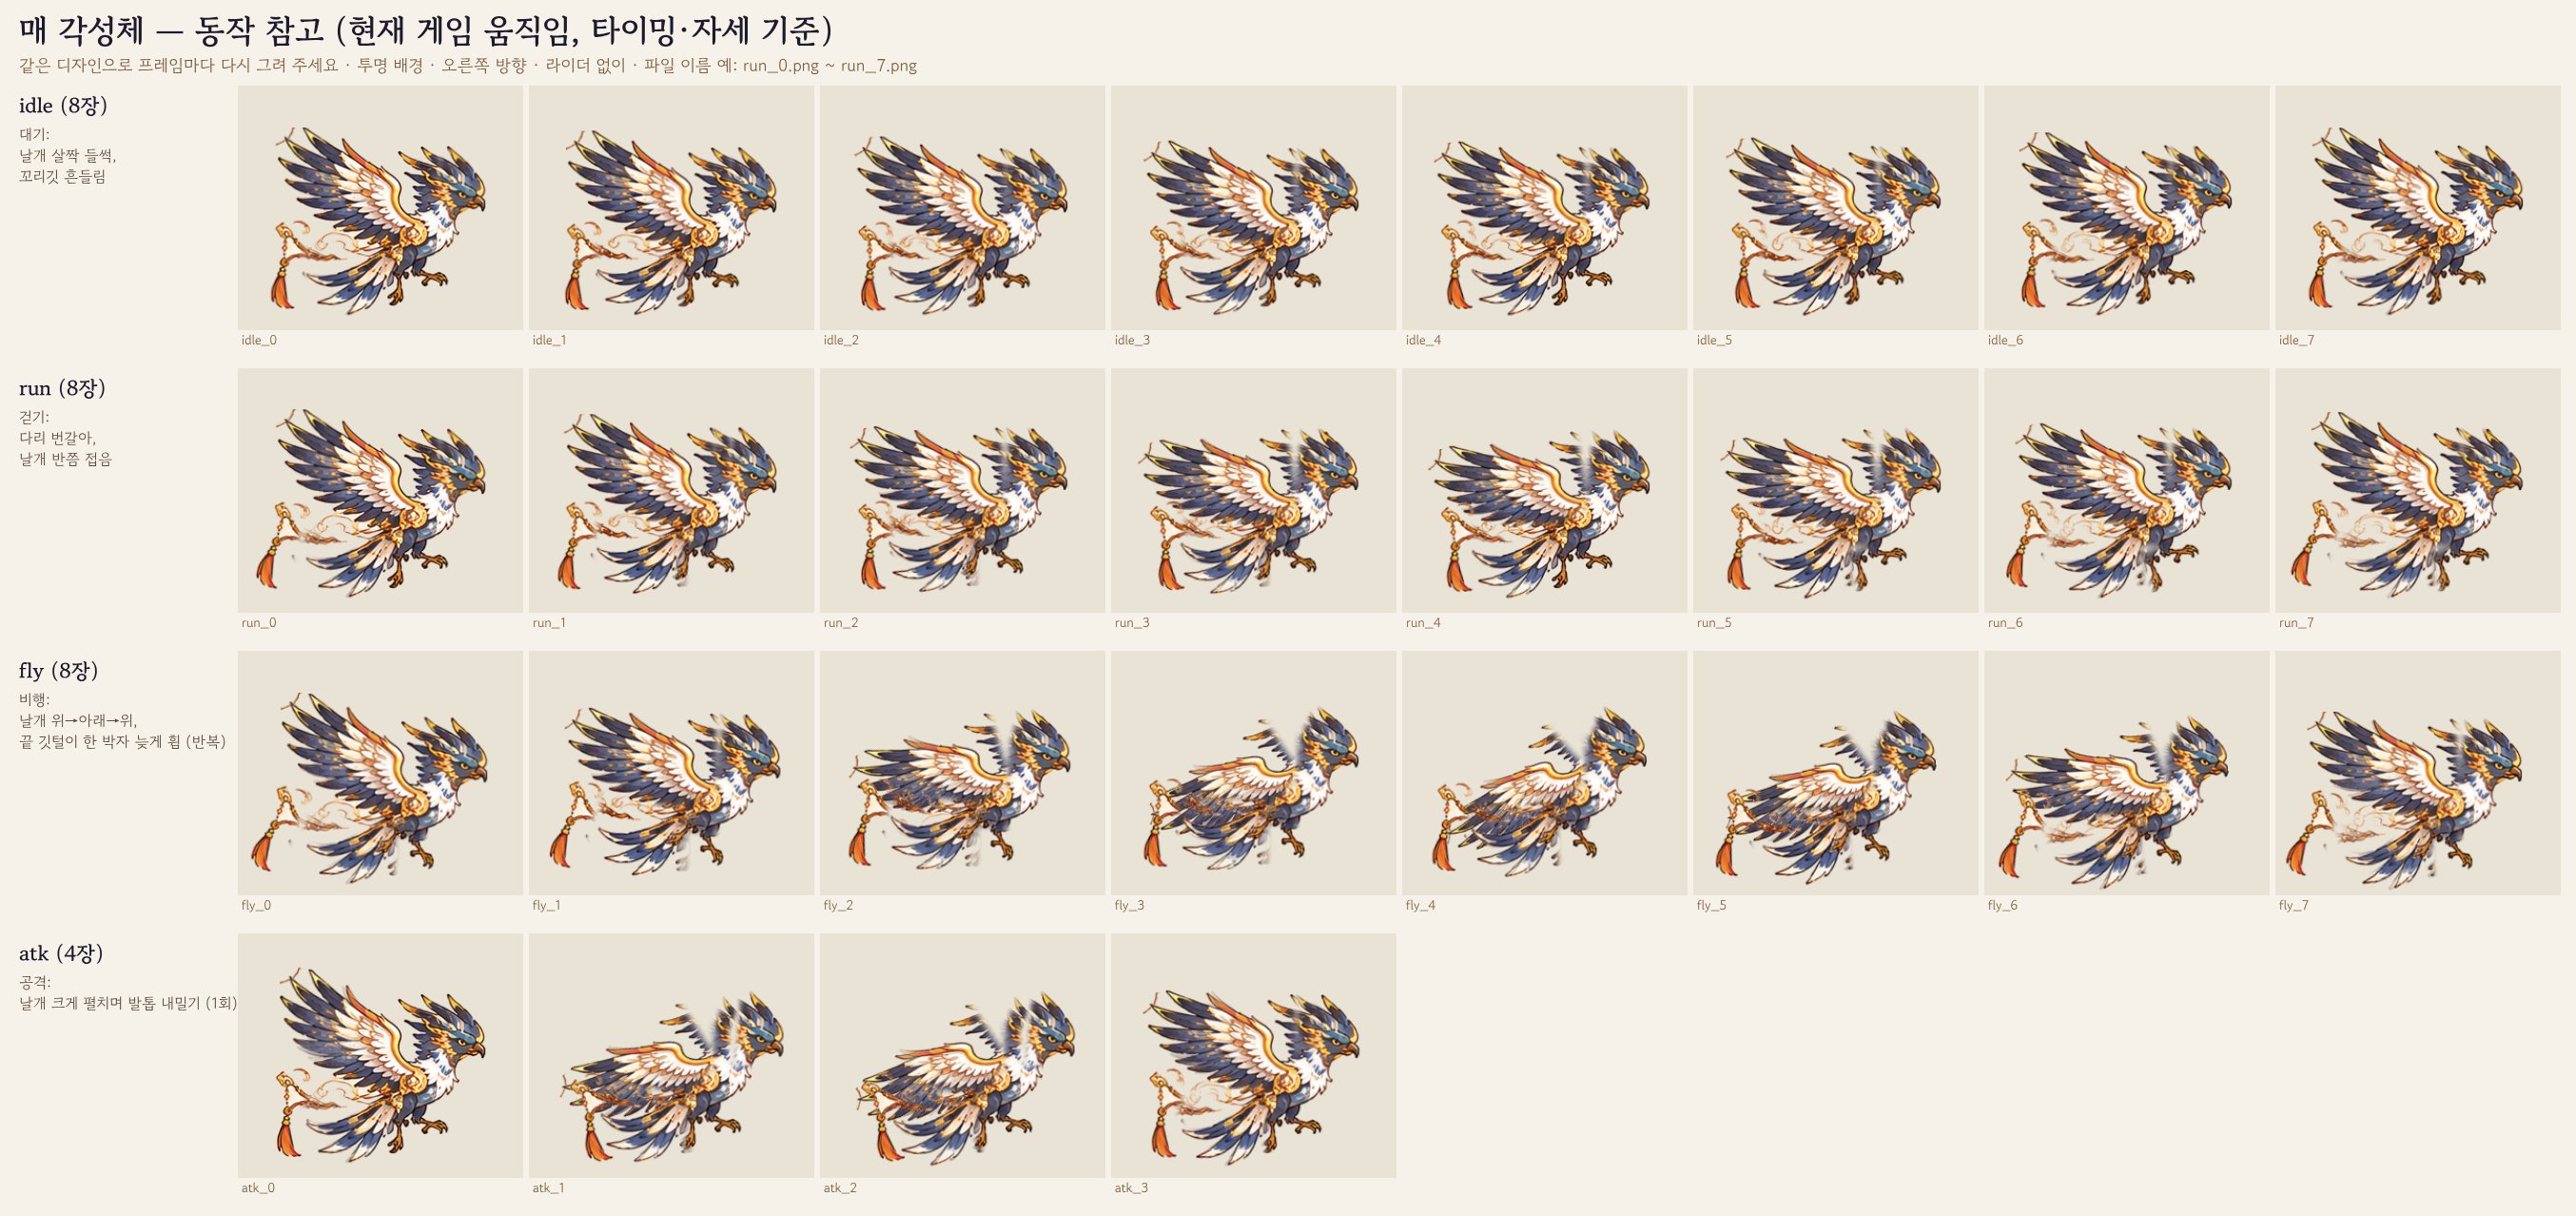 매 각성체 — 동작 참고 (현재 게임 움직임, 타이밍·자세 기준)
같은 디자인으로 프레임마다 다시 그려 주세요 · 투명 배경 · 오른쪽 방향 · 라이더 없이 · 파일 이름 예: run_0.png ~ run_7.png
idle (8장)
대기:
날개 살짝 들썩,
꼬리깃 흔들림
idle_0
idle_1
idle_2
idle_3
idle_4
idle_5
idle_6
idle_7
run (8장)
걷기:
다리 번갈아,
날개 반쯤 접음
run_0
run_1
run_2
run_3
run_4
run_5
run_6
run_7
fly (8장)
비행:
날개 위→아래→위,
끝 깃털이 한 박자 늦게 휨 (반복)
fly_0
fly_1
fly_2
fly_3
fly_4
fly_5
fly_6
fly_7
atk (4장)
공격:
날개 크게 펼치며 발톱 내밀기 (1회)
atk_0
atk_1
atk_2
atk_3